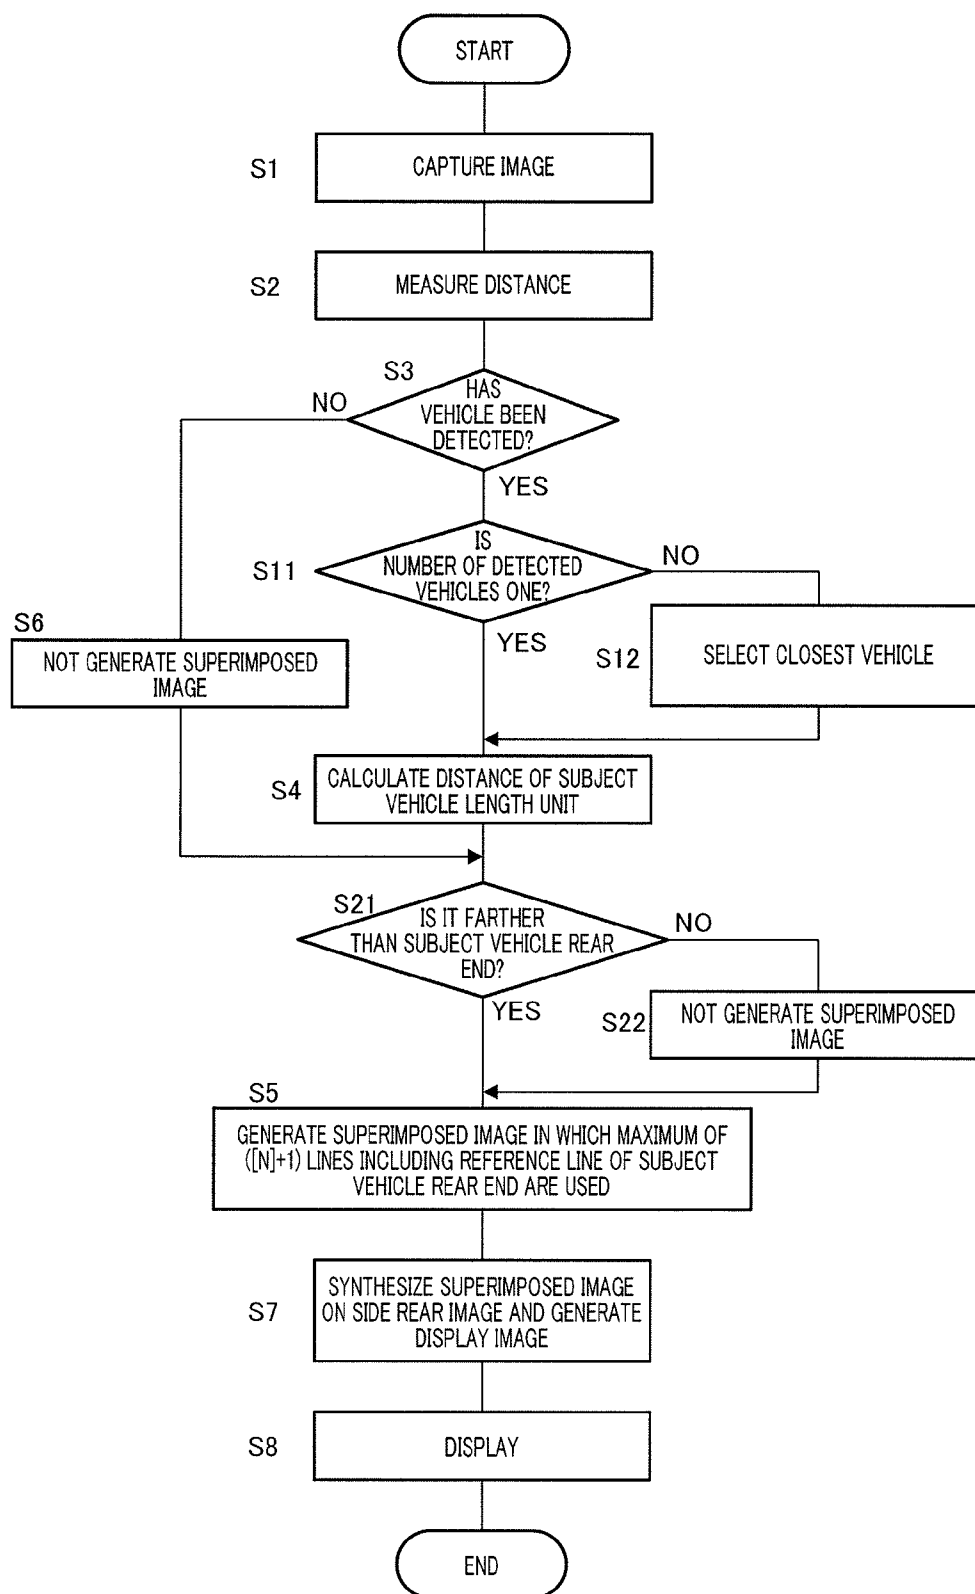 START
S1
CAPTURE IMAGE
S2
MEASURE DISTANCE
S3
HAS
VEHICLE BEEN
DETECTED?
NO
YES
S11
IS
NUMBER OF DETECTED
VEHICLES ONE?
NO
YES
S6
NOT GENERATE SUPERIMPOSED
IMAGE
S12
SELECT CLOSEST VEHICLE
S4
CALCULATE DISTANCE OF SUBJECT
VEHICLE LENGTH UNIT
S21
IS IT FARTHER
THAN SUBJECT VEHICLE REAR
END?
NO
YES
S22
NOT GENERATE SUPERIMPOSED
IMAGE
S5
GENERATE SUPERIMPOSED IMAGE IN WHICH MAXIMUM OF
([N]+1) LINES INCLUDING REFERENCE LINE OF SUBJECT
VEHICLE REAR END ARE USED
S7
SYNTHESIZE SUPERIMPOSED IMAGE
ON SIDE REAR IMAGE AND GENERATE
DISPLAY IMAGE
S8
DISPLAY
END